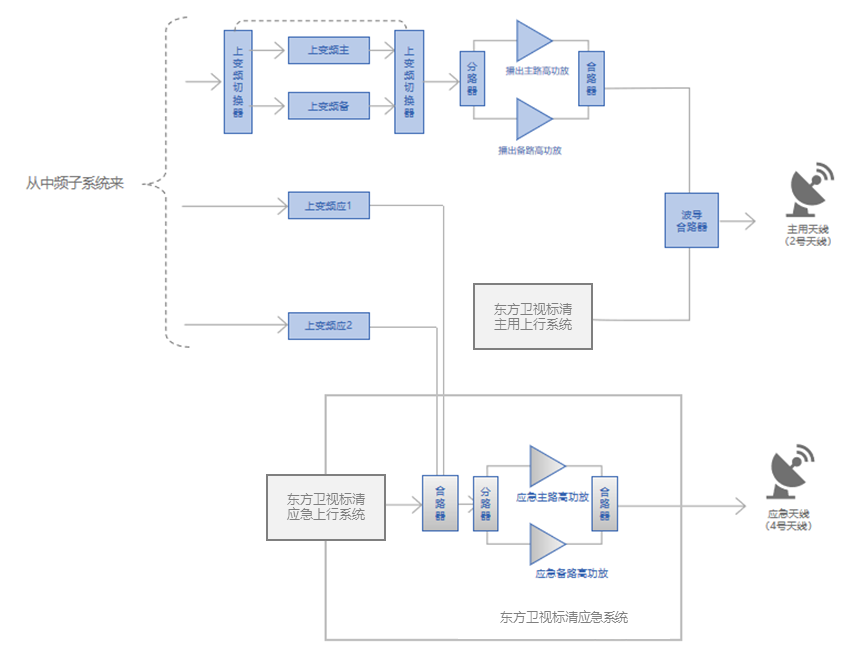 上变频切换器
上变频主
上变频备
上变频切换器
分路器
播出主路高功放
播出备路高功放
合路器
从中频子系统来
上变频应1
波导
合路器
主用天线
（2号天线）
东方卫视标清
主用上行系统
上变频应2
东方卫视标清
应急上行系统
合路器
分路器
应急主路高功放
应急备路高功放
合路器
应急天线
（4号天线）
东方卫视标清应急系统